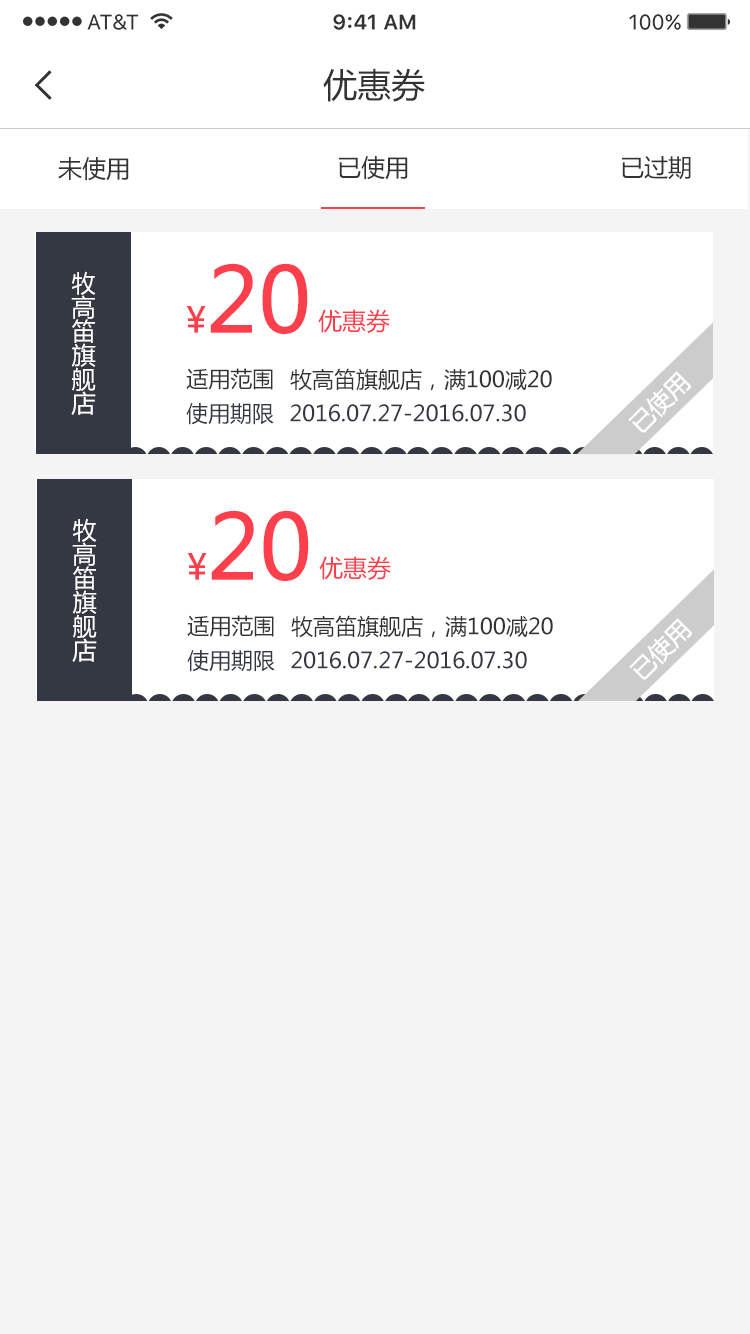 AT&T 9:41 AM 100%
优惠券
未使用 已使用 已过期
牧高笛旗舰店
¥20 优惠券
适用范围 牧高笛旗舰店，满100减20
使用期限 2016.07.27-2016.07.30
已使用
牧高笛旗舰店
¥20 优惠券
适用范围 牧高笛旗舰店，满100减20
使用期限 2016.07.27-2016.07.30
已使用